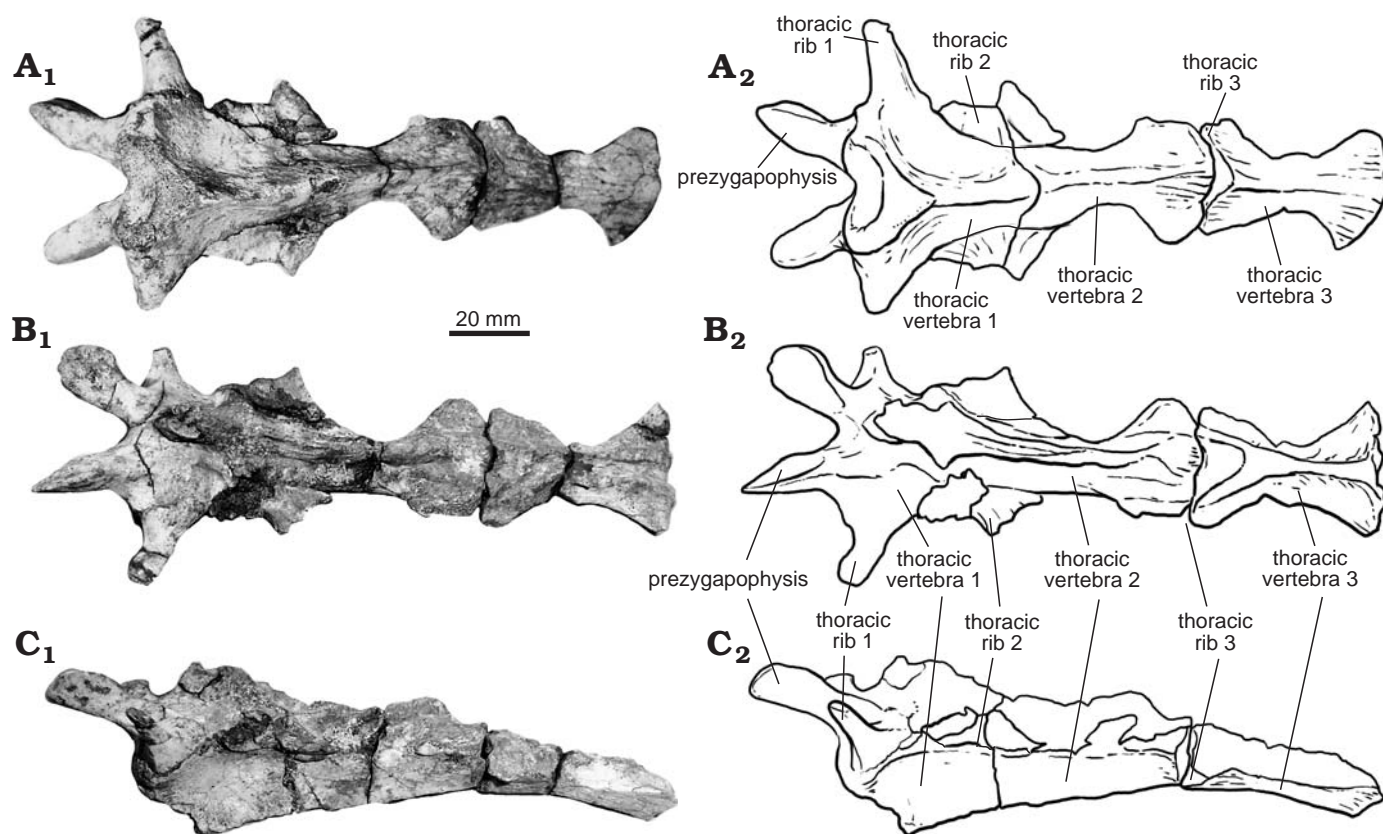 A1
A2
thoracic
rib 1
thoracic
rib 2
thoracic
rib 3
prezygapophysis
thoracic
vertebra 1
thoracic
vertebra 2
thoracic
vertebra 3
B1
20 mm
B2
prezygapophysis
thoracic
vertebra 1
thoracic
vertebra 2
thoracic
vertebra 3
thoracic
rib 1
thoracic
rib 2
thoracic
rib 3
C1
C2